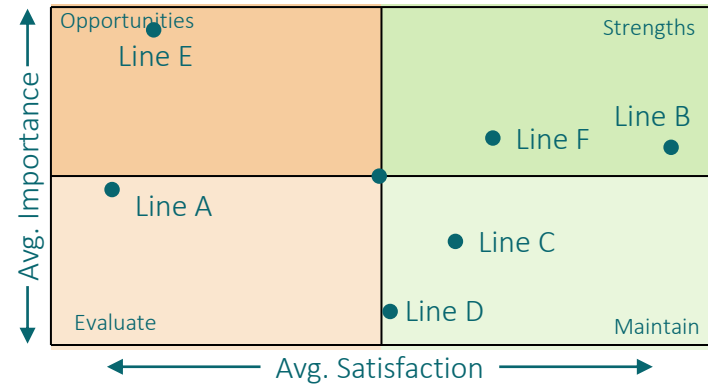 Opportunities
Strengths
Line E
Line B
Line F
Line A
Line C
Line D
Evaluate
Maintain
Avg. Importance
Avg. Satisfaction